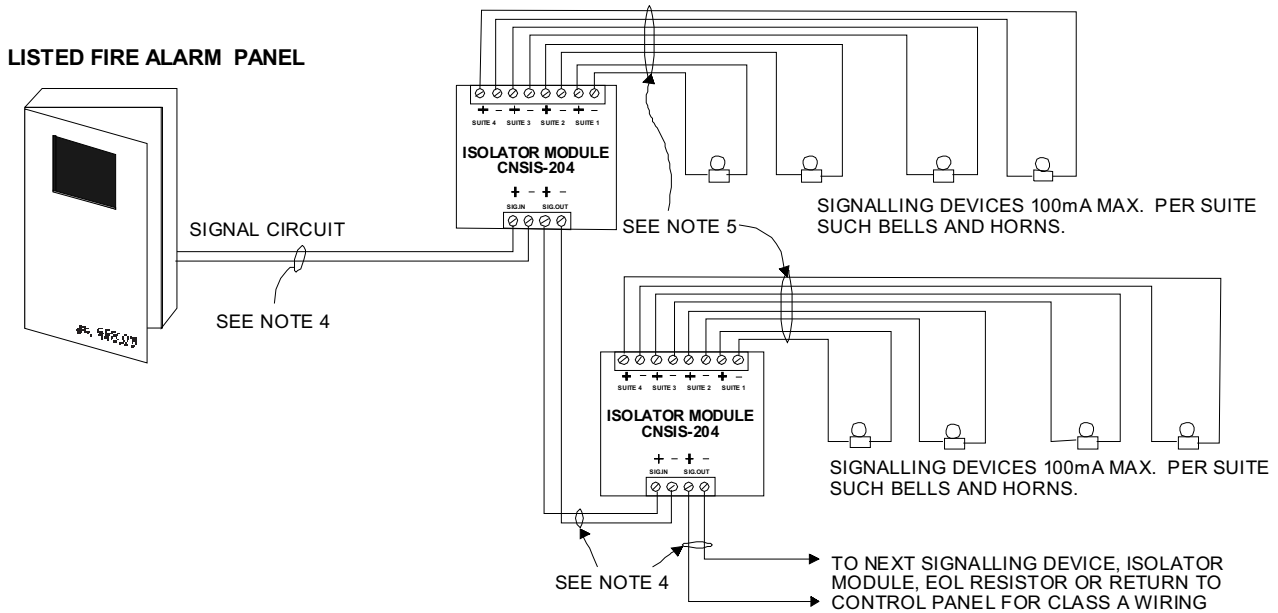 LISTED FIRE ALARM PANEL
+ − + − + − + −
SUITE 4 SUITE 3 SUITE 2 SUITE 1
ISOLATOR MODULE
CNSIS-204
+ − + −
SIG.IN SIG.OUT
SIGNALLING DEVICES 100mA MAX. PER SUITE
SUCH BELLS AND HORNS.
SIGNAL CIRCUIT
SEE NOTE 5
SEE NOTE 4
+ − + − + − + −
SUITE 4 SUITE 3 SUITE 2 SUITE 1
ISOLATOR MODULE
CNSIS-204
+ − + −
SIG.IN SIG.OUT
SIGNALLING DEVICES 100mA MAX. PER SUITE
SUCH BELLS AND HORNS.
SEE NOTE 4
TO NEXT SIGNALLING DEVICE, ISOLATOR
MODULE, EOL RESISTOR OR RETURN TO
CONTROL PANEL FOR CLASS A WIRING